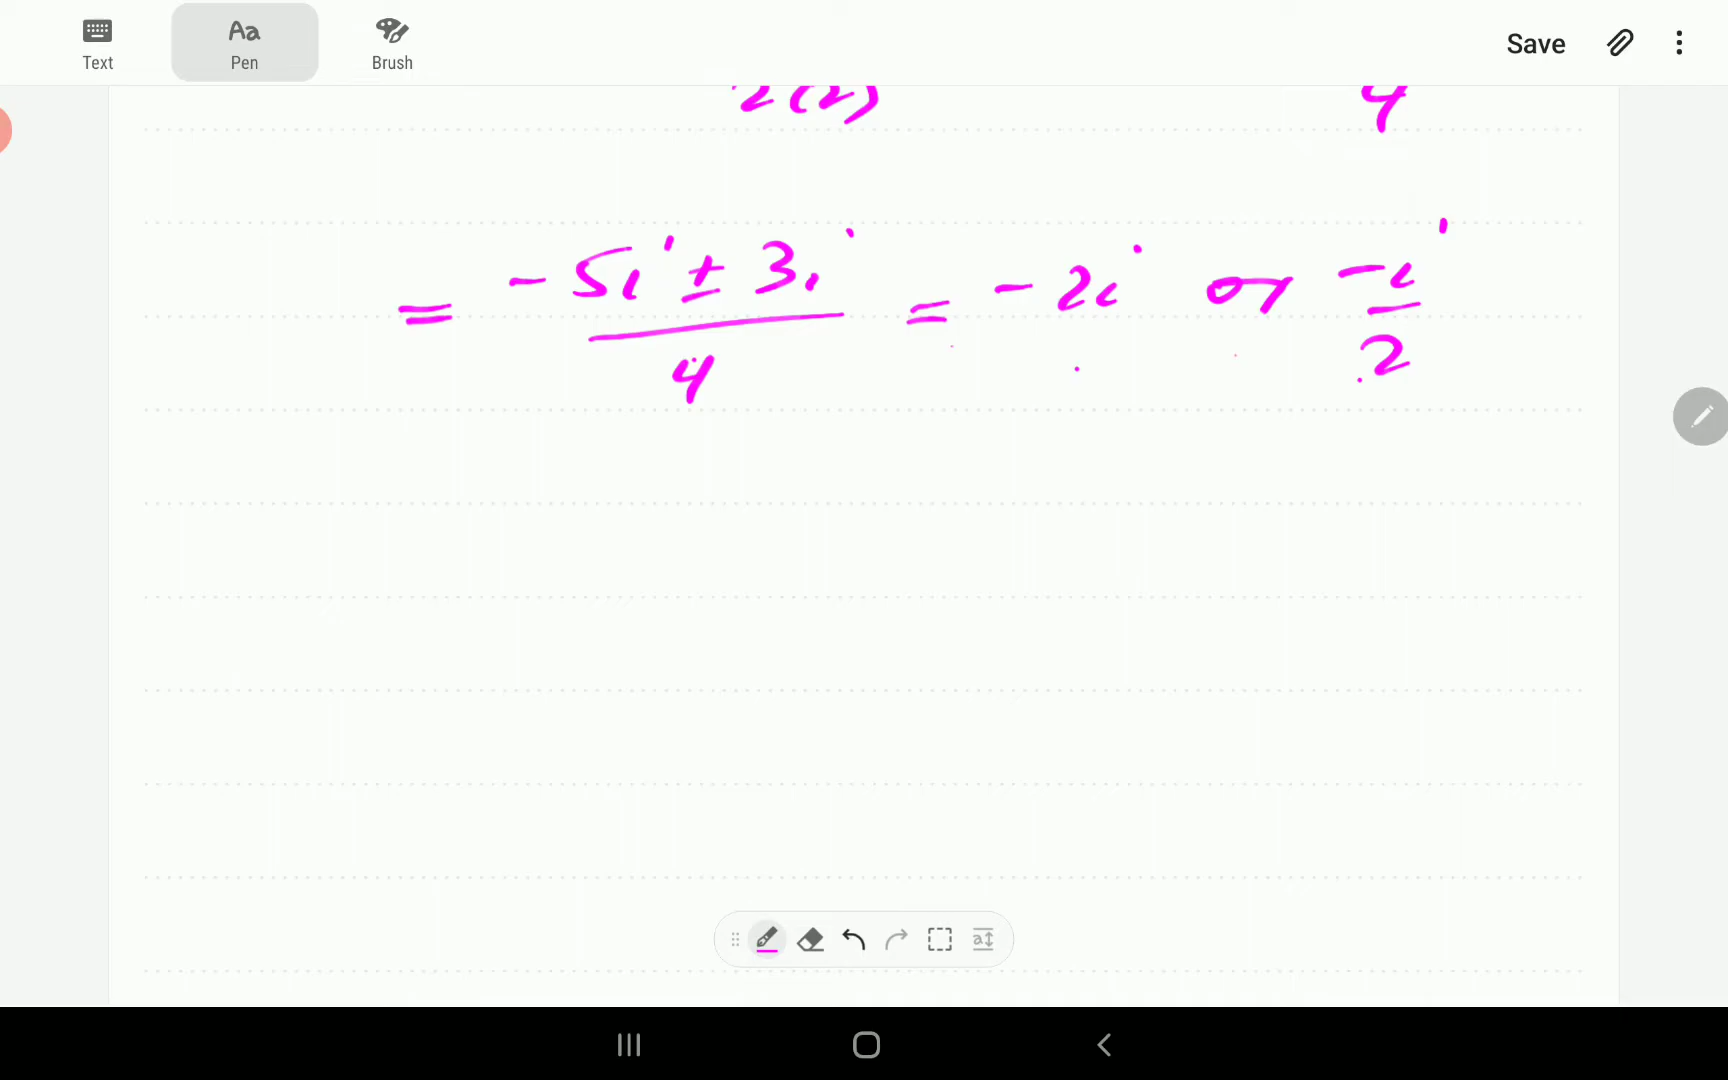 Text Pen Brush Save
2(2) 4
= -5i ± 3i / 4 = -2i or -i / 2